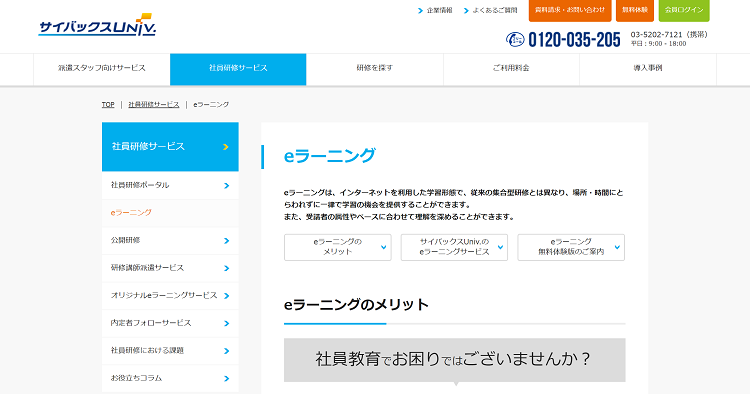 サイバックスUniv.
企業情報
よくあるご質問
資料請求・お問い合わせ
無料体験
会員ログイン
0120-035-205
03-5202-7121（携帯）
平日：9:00 - 18:00
派遣スタッフ向けサービス
社員研修サービス
研修を探す
ご利用料金
導入事例
TOP | 社員研修サービス | eラーニング
社員研修サービス
社員研修ポータル
eラーニング
公開研修
研修講師派遣サービス
オリジナルeラーニングサービス
内定者フォローサービス
社員研修における課題
お役立ちコラム
eラーニング
eラーニングは、インターネットを利用した学習形態で、従来の集合型研修とは異なり、場所・時間にと
らわれずに一律で学習の機会を提供することができます。
また、受講者の属性やペースに合わせて理解を深めることができます。
eラーニングの
メリット
サイバックスUniv.の
eラーニングサービス
eラーニング
無料体験版のご案内
eラーニングのメリット
社員教育でお困りではございませんか？